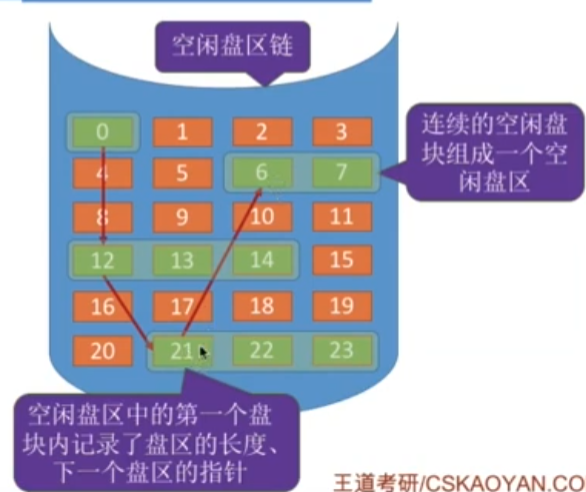 空闲盘区链
0 1 2 3
4 5 6 7
8 9 10 11
12 13 14 15
16 17 18 19
20 21 22 23
连续的空闲盘
块组成一个空
闲盘区
空闲盘区中的第一个盘
块内记录了盘区的长度、
下一个盘区的指针
王道考研/CSKAOYAN.CO